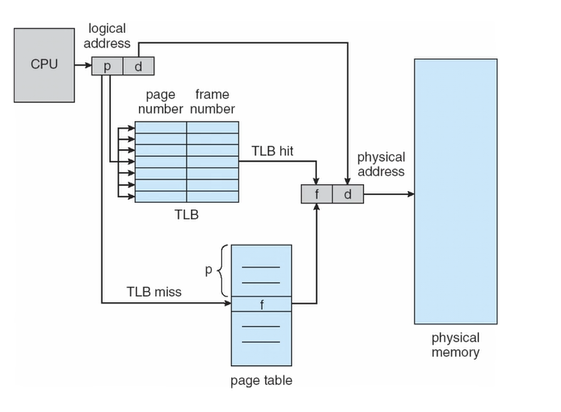 logical
address
CPU
p d
page frame
number number
TLB hit
physical
address
f d
TLB
p
TLB miss
f
physical
memory
page table